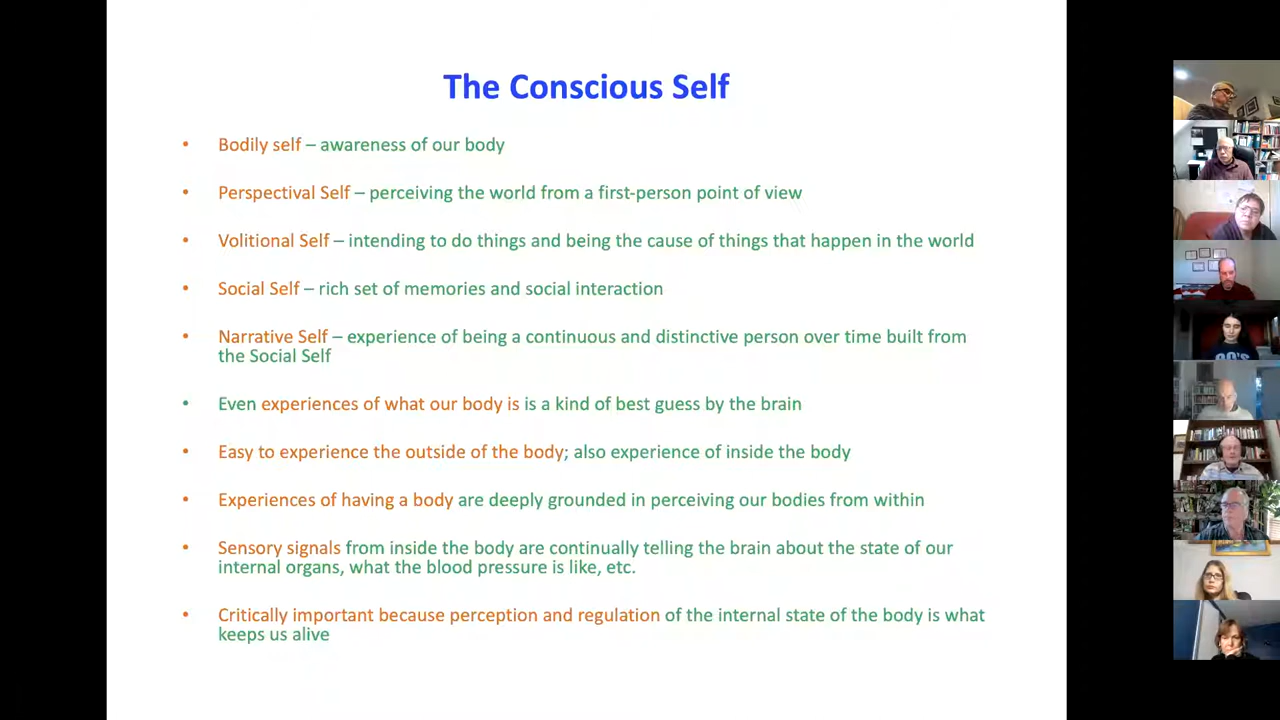 The Conscious Self
• Bodily self – awareness of our body
• Perspectival Self – perceiving the world from a first-person point of view
• Volitional Self – intending to do things and being the cause of things that happen in the world
• Social Self – rich set of memories and social interaction
• Narrative Self – experience of being a continuous and distinctive person over time built from
the Social Self
• Even experiences of what our body is is a kind of best guess by the brain
• Easy to experience the outside of the body; also experience of inside the body
• Experiences of having a body are deeply grounded in perceiving our bodies from within
• Sensory signals from inside the body are continually telling the brain about the state of our
internal organs, what the blood pressure is like, etc.
• Critically important because perception and regulation of the internal state of the body is what
keeps us alive